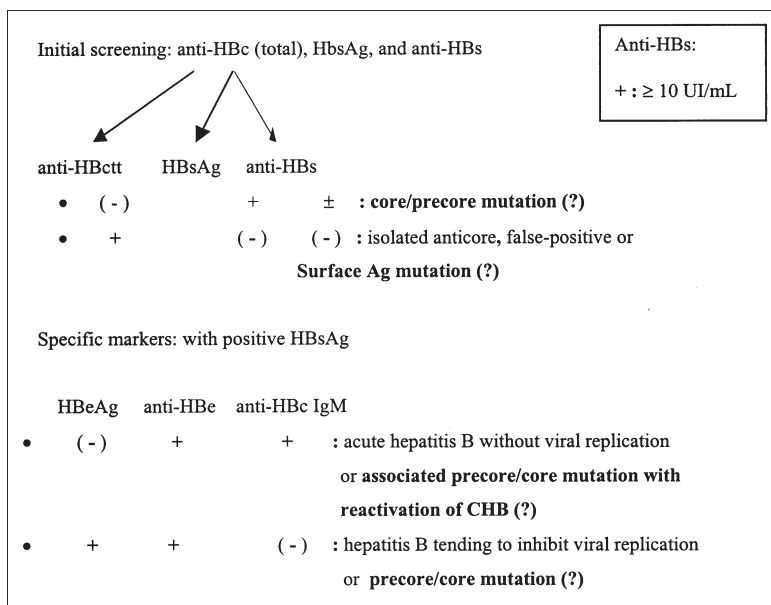 Initial screening: anti-HBc (total), HbsAg, and anti-HBs
Anti-HBs:
+ : ≥ 10 UI/mL
anti-HBctt HBsAg anti-HBs
• (-) + ± : core/precore mutation (?)
• + (-) (-) : isolated anticore, false-positive or
Surface Ag mutation (?)
Specific markers: with positive HBsAg
HBeAg anti-HBe anti-HBc IgM
• (-) + + : acute hepatitis B without viral replication
or associated precore/core mutation with
reactivation of CHB (?)
• + + (-) : hepatitis B tending to inhibit viral replication
or precore/core mutation (?)